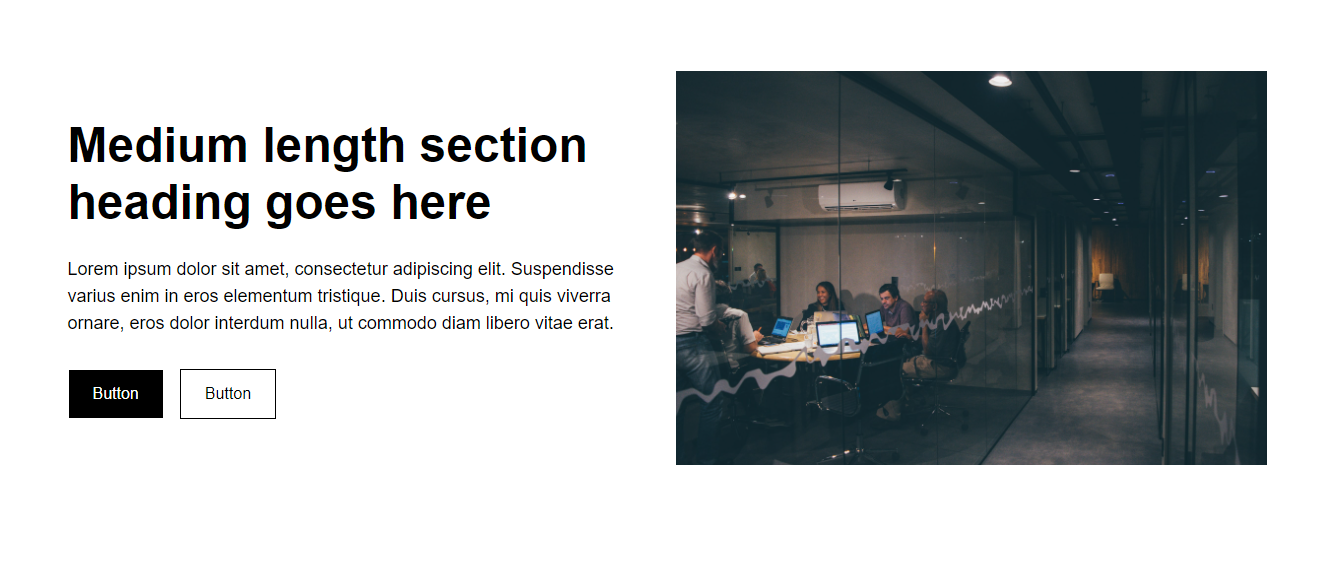 Medium length section
heading goes here
Lorem ipsum dolor sit amet, consectetur adipiscing elit. Suspendisse
varius enim in eros elementum tristique. Duis cursus, mi quis viverra
ornare, eros dolor interdum nulla, ut commodo diam libero vitae erat.
Button Button